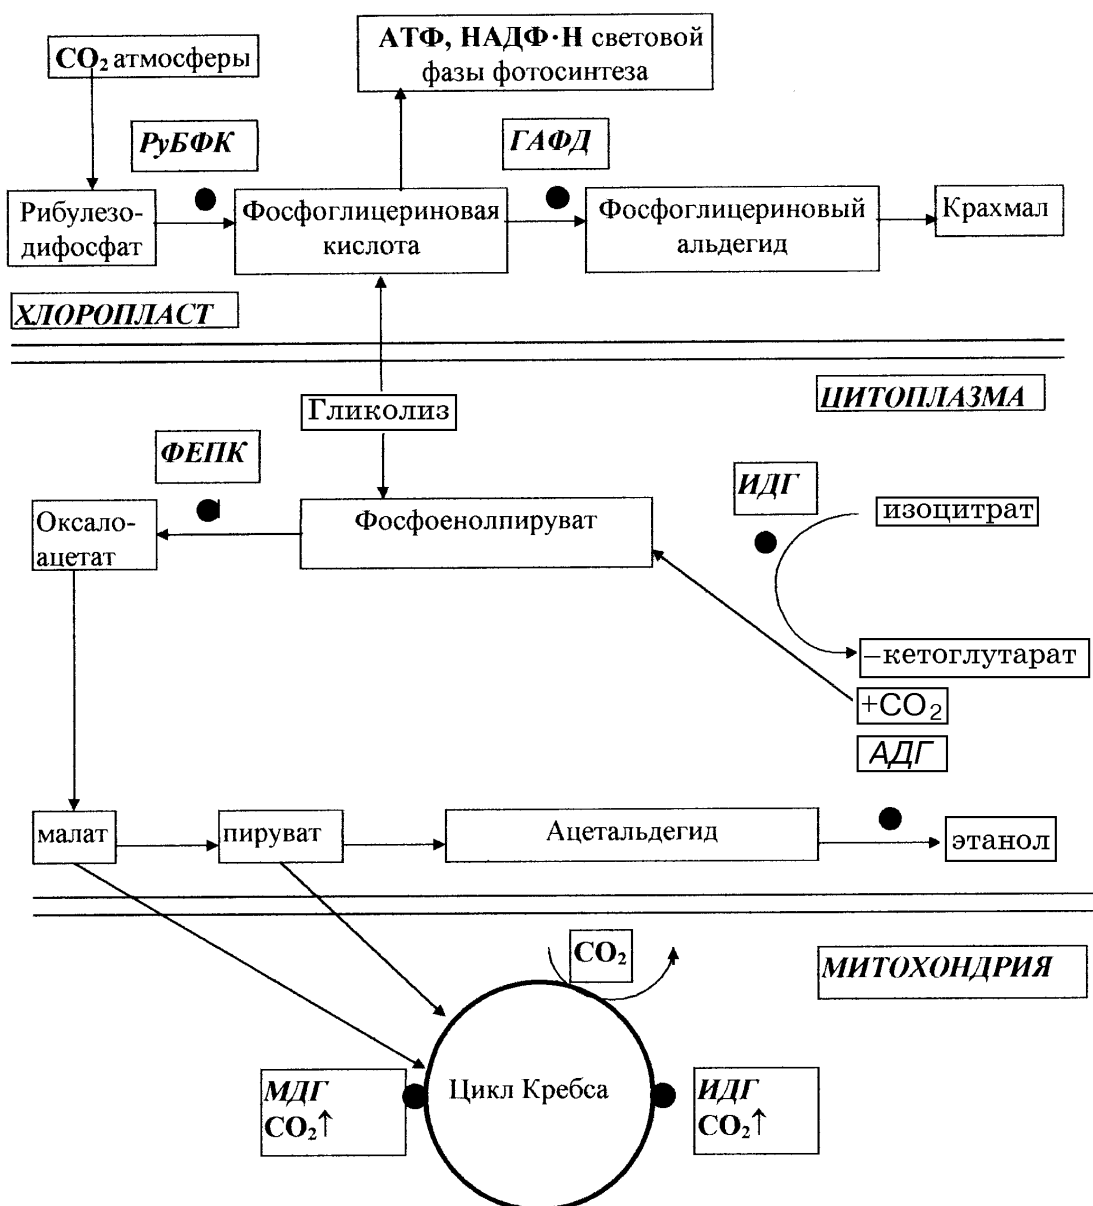 АТФ, НАДФ·Н световой
фазы фотосинтеза
CO₂ атмосферы
РуБФК
ГАФД
Рибулезо-
дифосфат
Фосфоглицериновая
кислота
Фосфоглицериновый
альдегид
Крахмал
ХЛОРОПЛАСТ
ЦИТОПЛАЗМА
Гликолиз
ФЕПК
ИДГ
Оксало-
ацетат
Фосфоенолпируват
изоцитрат
–кетоглутарат
+CO₂
АДГ
малат
пируват
Ацетальдегид
этанол
CO₂
МИТОХОНДРИЯ
Цикл Кребса
МДГ
CO₂↑
ИДГ
CO₂↑